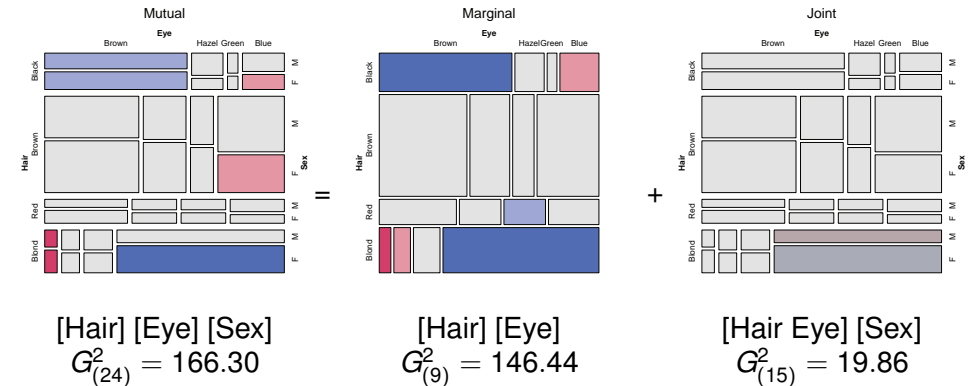 Mutual
Eye
Brown Hazel Green Blue
Hair
Black
Brown
Red
Blond
M
F
M
F
M
F
M
F
Sex
=
Marginal
Eye
Brown HazelGreen Blue
Hair
Black
Brown
Red
Blond
+
Joint
Eye
Brown Hazel Green Blue
Hair
Black
Brown
Red
Blond
M
F
M
F
M
F
M
F
Sex
[Hair] [Eye] [Sex]
G²₍₂₄₎ = 166.30
[Hair] [Eye]
G²₍₉₎ = 146.44
[Hair Eye] [Sex]
G²₍₁₅₎ = 19.86